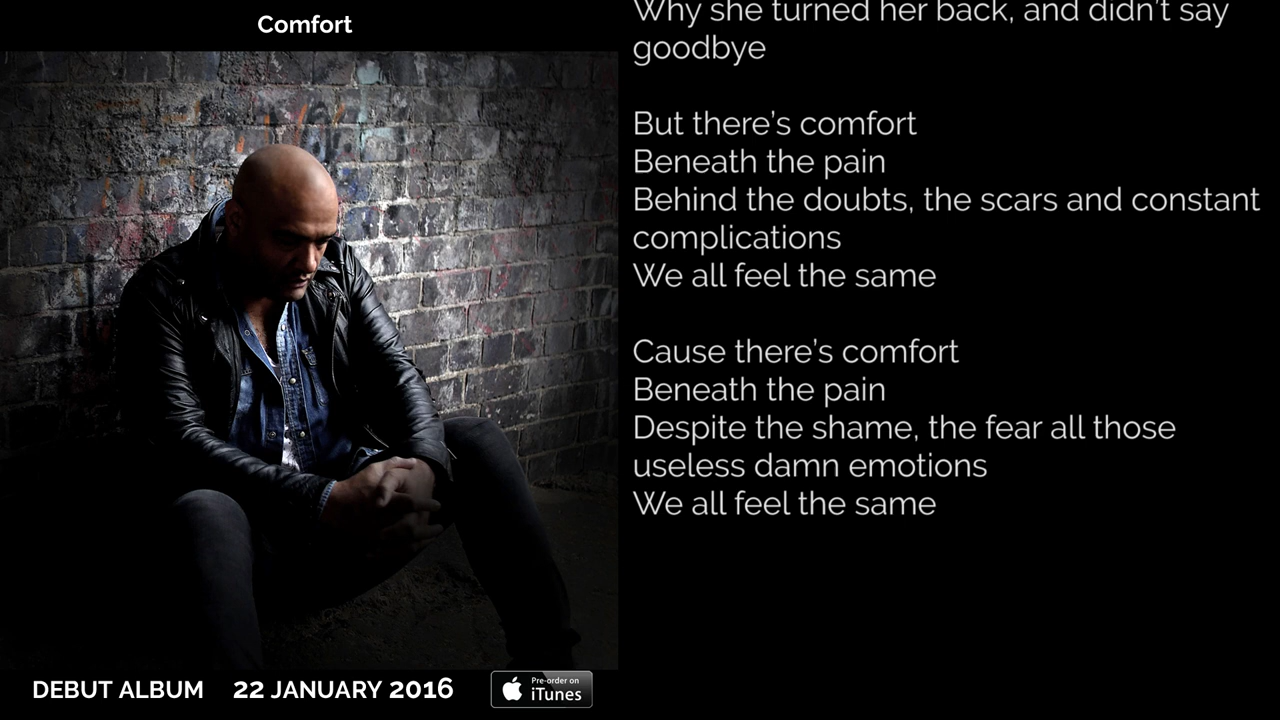 Comfort
Why she turned her back, and didn’t say
goodbye
But there’s comfort
Beneath the pain
Behind the doubts, the scars and constant
complications
We all feel the same
Cause there’s comfort
Beneath the pain
Despite the shame, the fear all those
useless damn emotions
We all feel the same
DEBUT ALBUM 22 JANUARY 2016
Pre-order on
iTunes